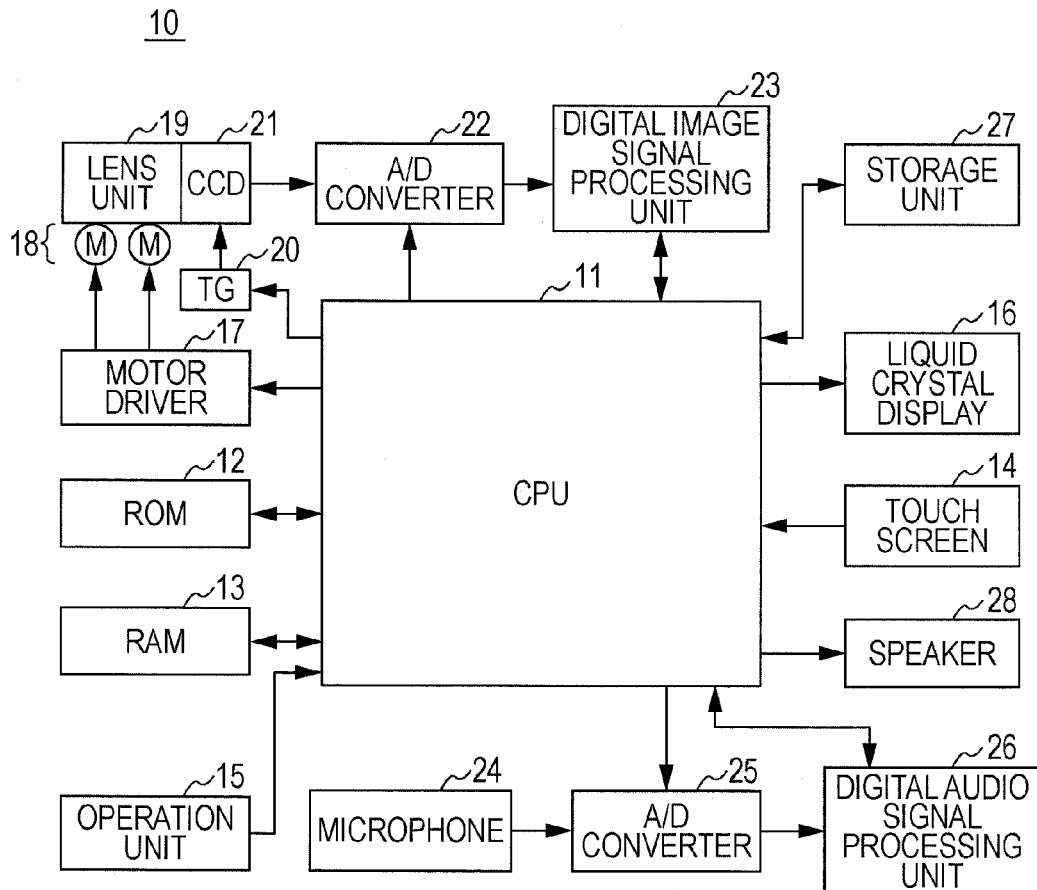 10
19
21
22
23
27
LENS
UNIT
CCD
A/D
CONVERTER
DIGITAL IMAGE
SIGNAL
PROCESSING
UNIT
STORAGE
UNIT
18{
M
M
20
TG
11
17
MOTOR
DRIVER
16
LIQUID
CRYSTAL
DISPLAY
12
ROM
CPU
14
TOUCH
SCREEN
13
RAM
28
SPEAKER
15
OPERATION
UNIT
24
MICROPHONE
25
A/D
CONVERTER
26
DIGITAL AUDIO
SIGNAL
PROCESSING
UNIT